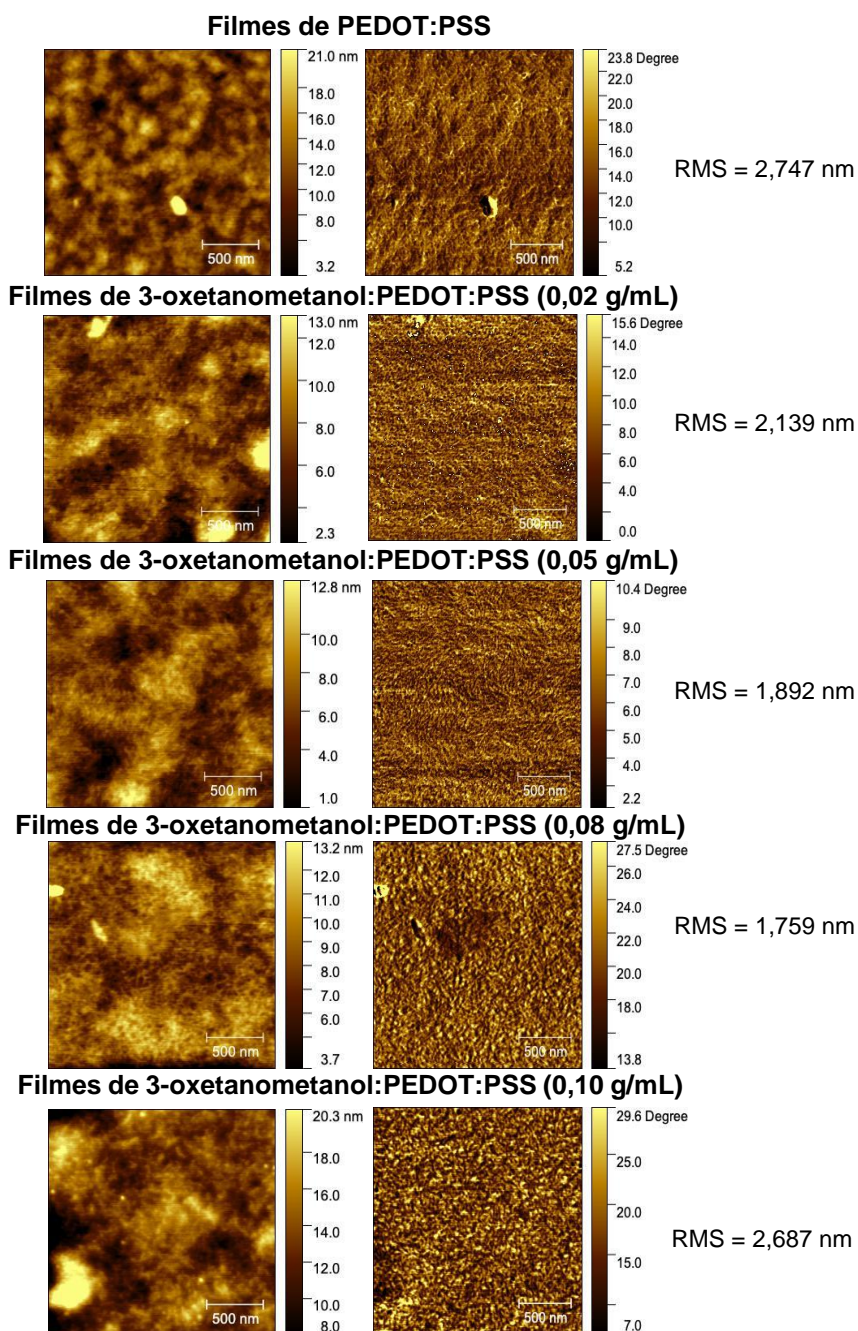 Filmes de PEDOT:PSS
21.0 nm
18.0
16.0
14.0
12.0
10.0
8.0
3.2
500 nm
23.8 Degree
22.0
20.0
18.0
16.0
14.0
12.0
10.0
5.2
500 nm
RMS = 2,747 nm
Filmes de 3-oxetanometanol:PEDOT:PSS (0,02 g/mL)
13.0 nm
12.0
10.0
8.0
6.0
2.3
500 nm
15.6 Degree
14.0
12.0
10.0
8.0
6.0
4.0
0.0
500 nm
RMS = 2,139 nm
Filmes de 3-oxetanometanol:PEDOT:PSS (0,05 g/mL)
12.8 nm
10.0
8.0
6.0
4.0
1.0
500 nm
10.4 Degree
9.0
8.0
7.0
6.0
5.0
4.0
2.2
500 nm
RMS = 1,892 nm
Filmes de 3-oxetanometanol:PEDOT:PSS (0,08 g/mL)
13.2 nm
12.0
11.0
10.0
9.0
8.0
7.0
6.0
3.7
500 nm
27.5 Degree
26.0
24.0
22.0
20.0
18.0
13.8
500 nm
RMS = 1,759 nm
Filmes de 3-oxetanometanol:PEDOT:PSS (0,10 g/mL)
20.3 nm
18.0
16.0
14.0
12.0
10.0
8.0
500 nm
29.6 Degree
25.0
20.0
15.0
7.0
500 nm
RMS = 2,687 nm